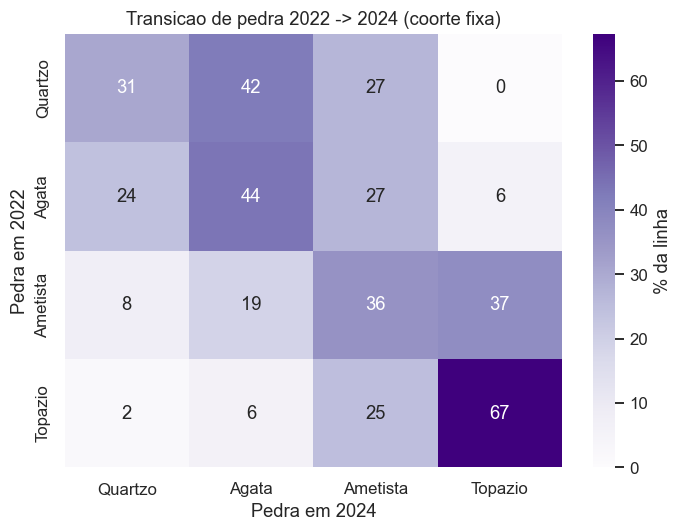 Transicao de pedra 2022 -> 2024 (coorte fixa)
Pedra em 2022
Quartzo 31 42 27 0
Agata 24 44 27 6
Ametista 8 19 36 37
Topazio 2 6 25 67
Quartzo Agata Ametista Topazio
Pedra em 2024
60
50
40
30
20
10
0
% da linha